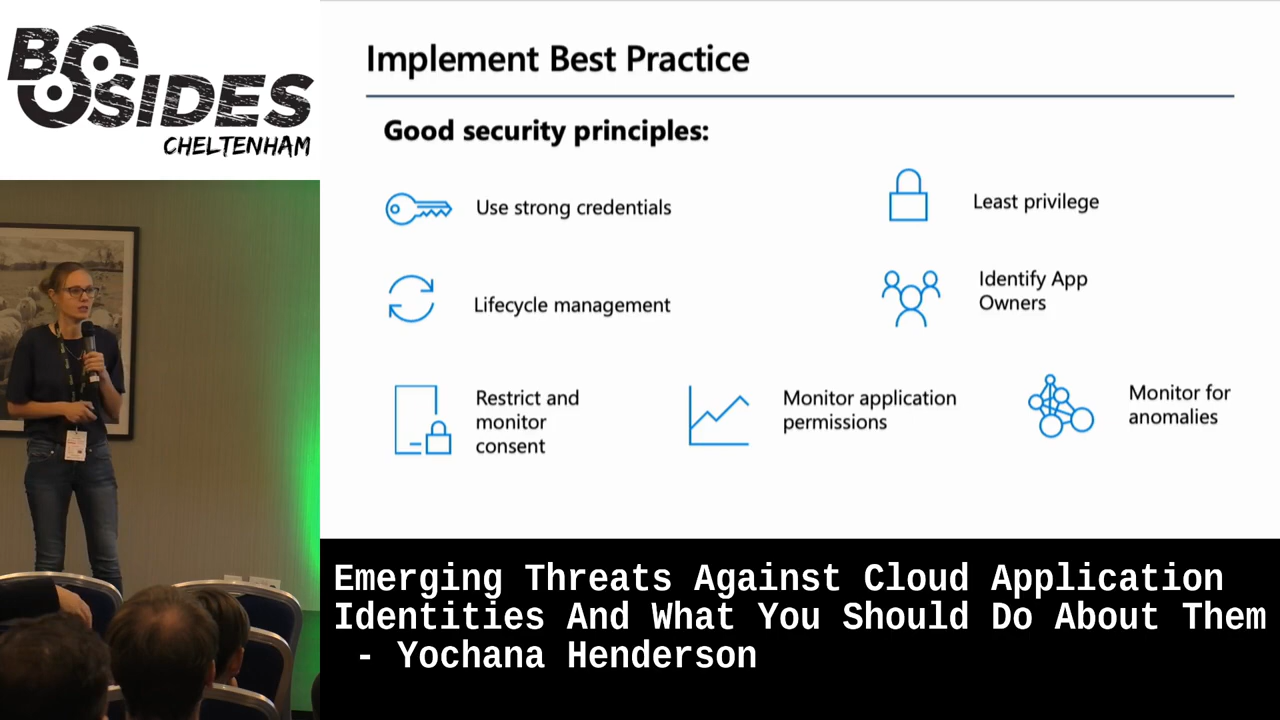 BSIDES
CHELTENHAM
Implement Best Practice
Good security principles:
Use strong credentials
Least privilege
Lifecycle management
Identify App
Owners
Restrict and
monitor
consent
Monitor application
permissions
Monitor for
anomalies
Emerging Threats Against Cloud Application
Identities And What You Should Do About Them
- Yochana Henderson